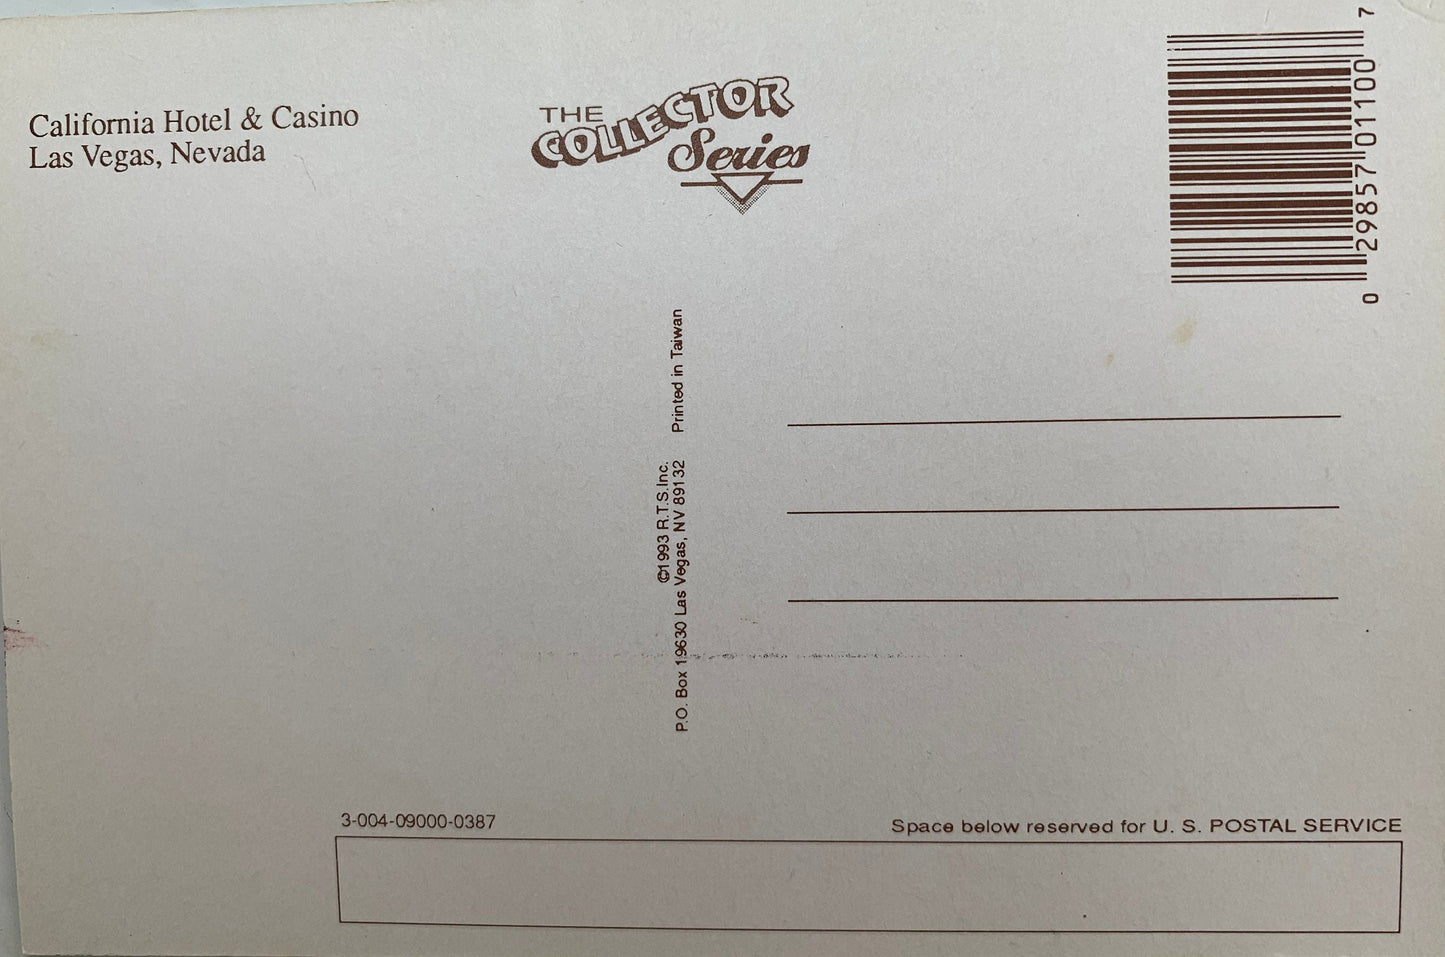 California Hotel & Casino
Las Vegas, Nevada
THE
COLLECTOR
Series
0 29857 01100 7
©1993 R.T.S.Inc.
P.O. Box 19630 Las Vegas, NV 89132 Printed in Taiwan
3-004-09000-0387
Space below reserved for U. S. POSTAL SERVICE